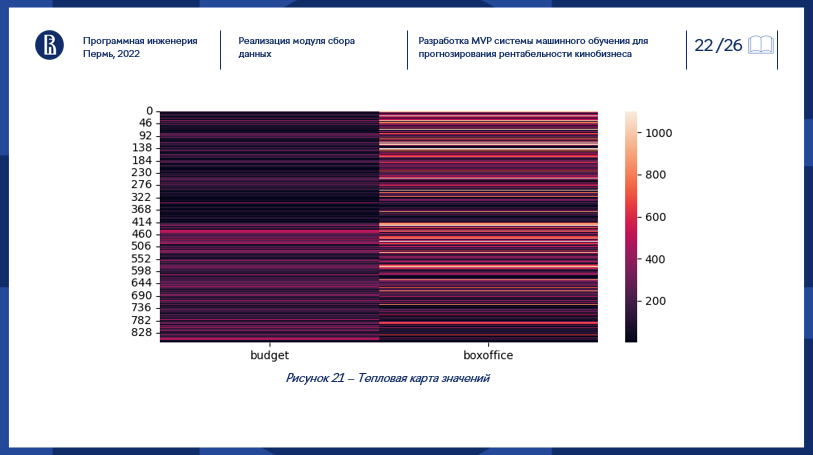 Программная инженерия
Пермь, 2022
Реализация модуля сбора
данных
Разработка MVP системы машинного обучения для
прогнозирования рентабельности кинобизнеса
22/26
0
46
92
138
184
230
276
322
368
414
460
506
552
598
644
690
736
782
828
budget
boxoffice
1000
800
600
400
200
Рисунок 21 – Тепловая карта значений